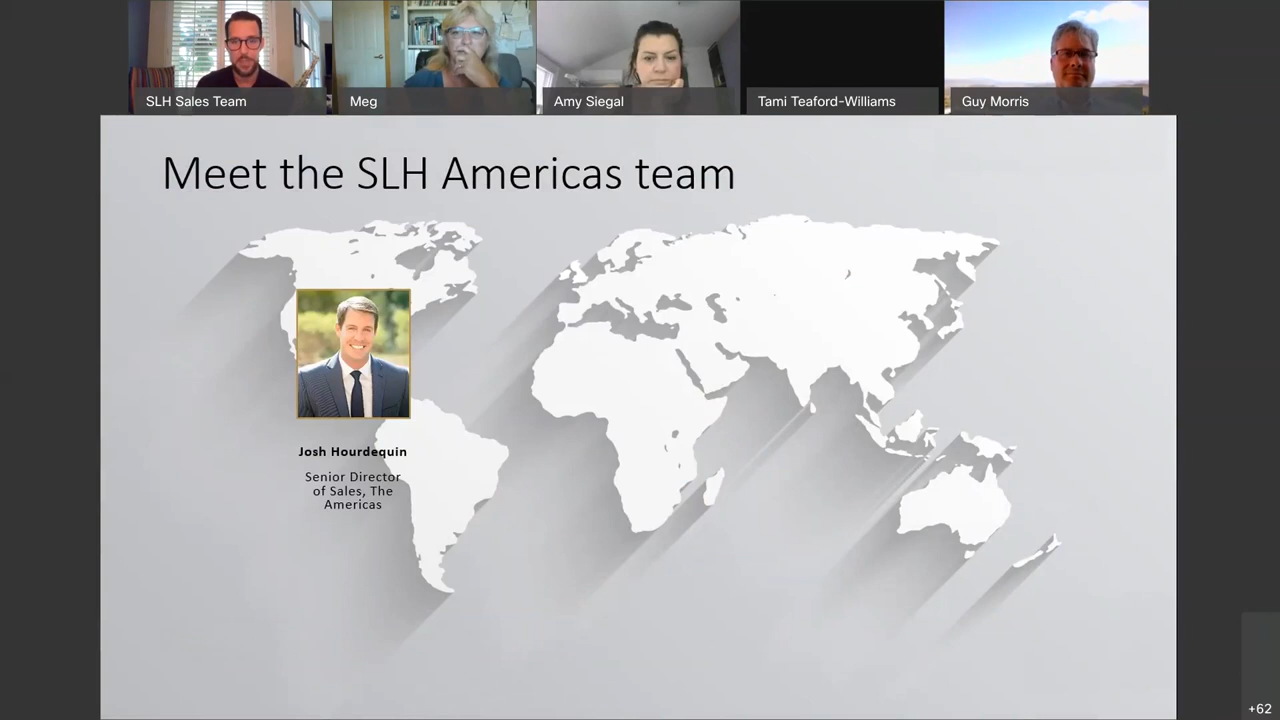 SLH Sales Team
Meg
Amy Siegal
Tami Teaford-Williams
Guy Morris
Meet the SLH Americas team
Josh Hourdequin
Senior Director
of Sales, The
Americas
+62